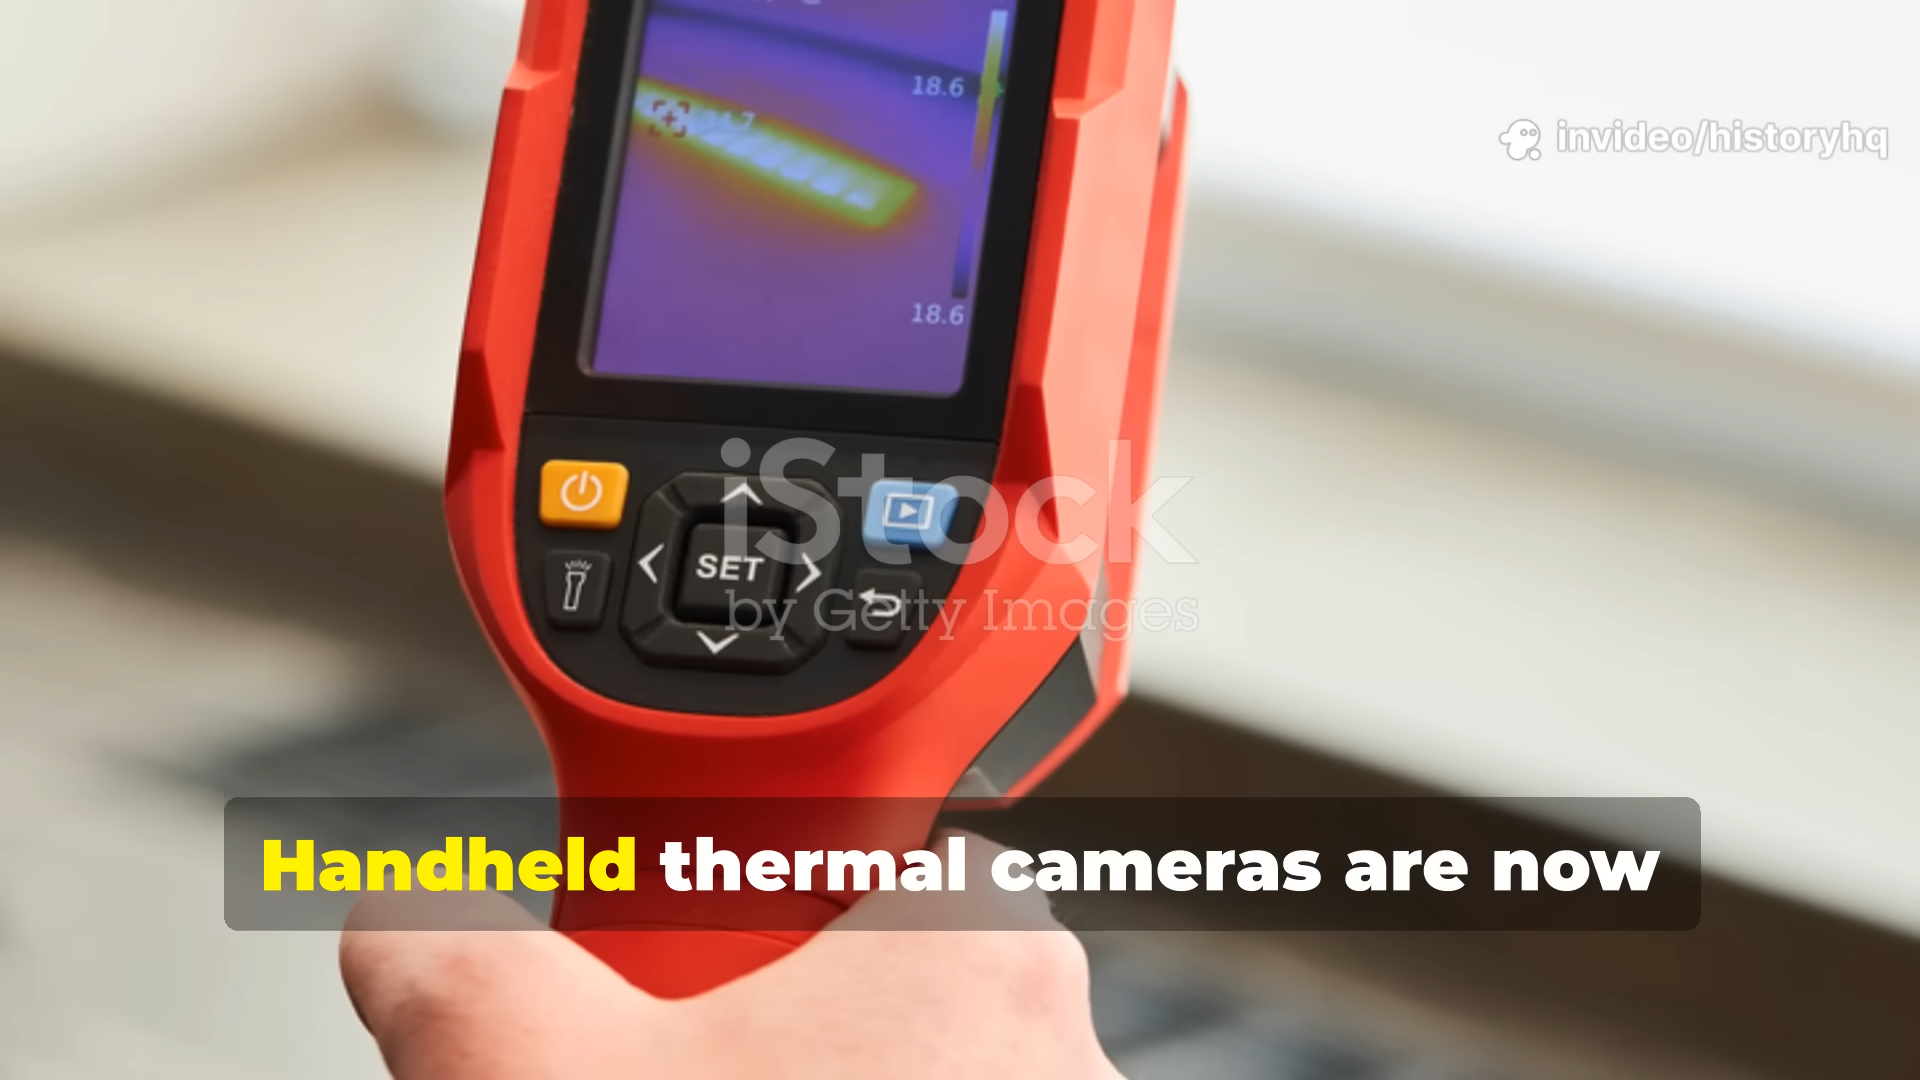 18.6
invideo/historyhq
18.6
iStock
SET
by Getty Images
Handheld thermal cameras are now